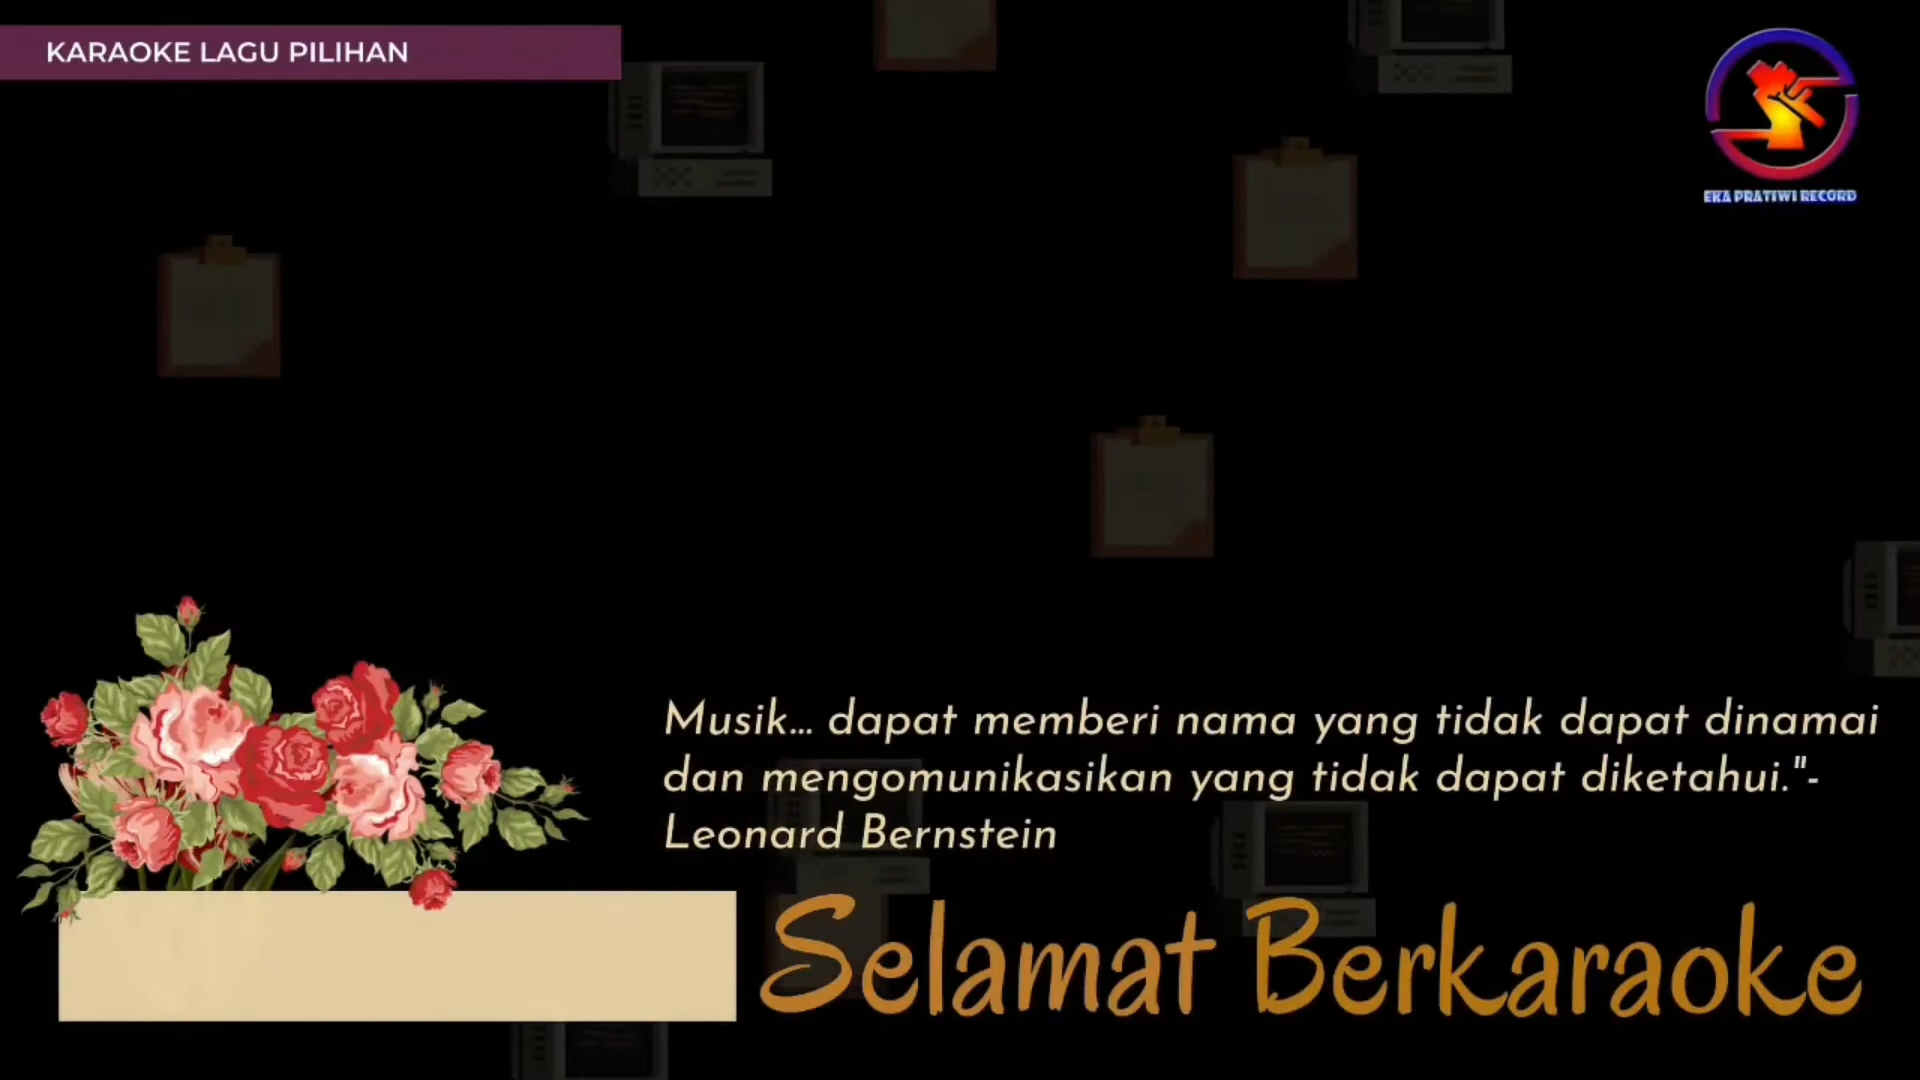 KARAOKE LAGU PILIHAN
EKA PRATIWI RECORD
Musik... dapat memberi nama yang tidak dapat dinamai
dan mengomunikasikan yang tidak dapat diketahui."-
Leonard Bernstein
Selamat Berkaraoke